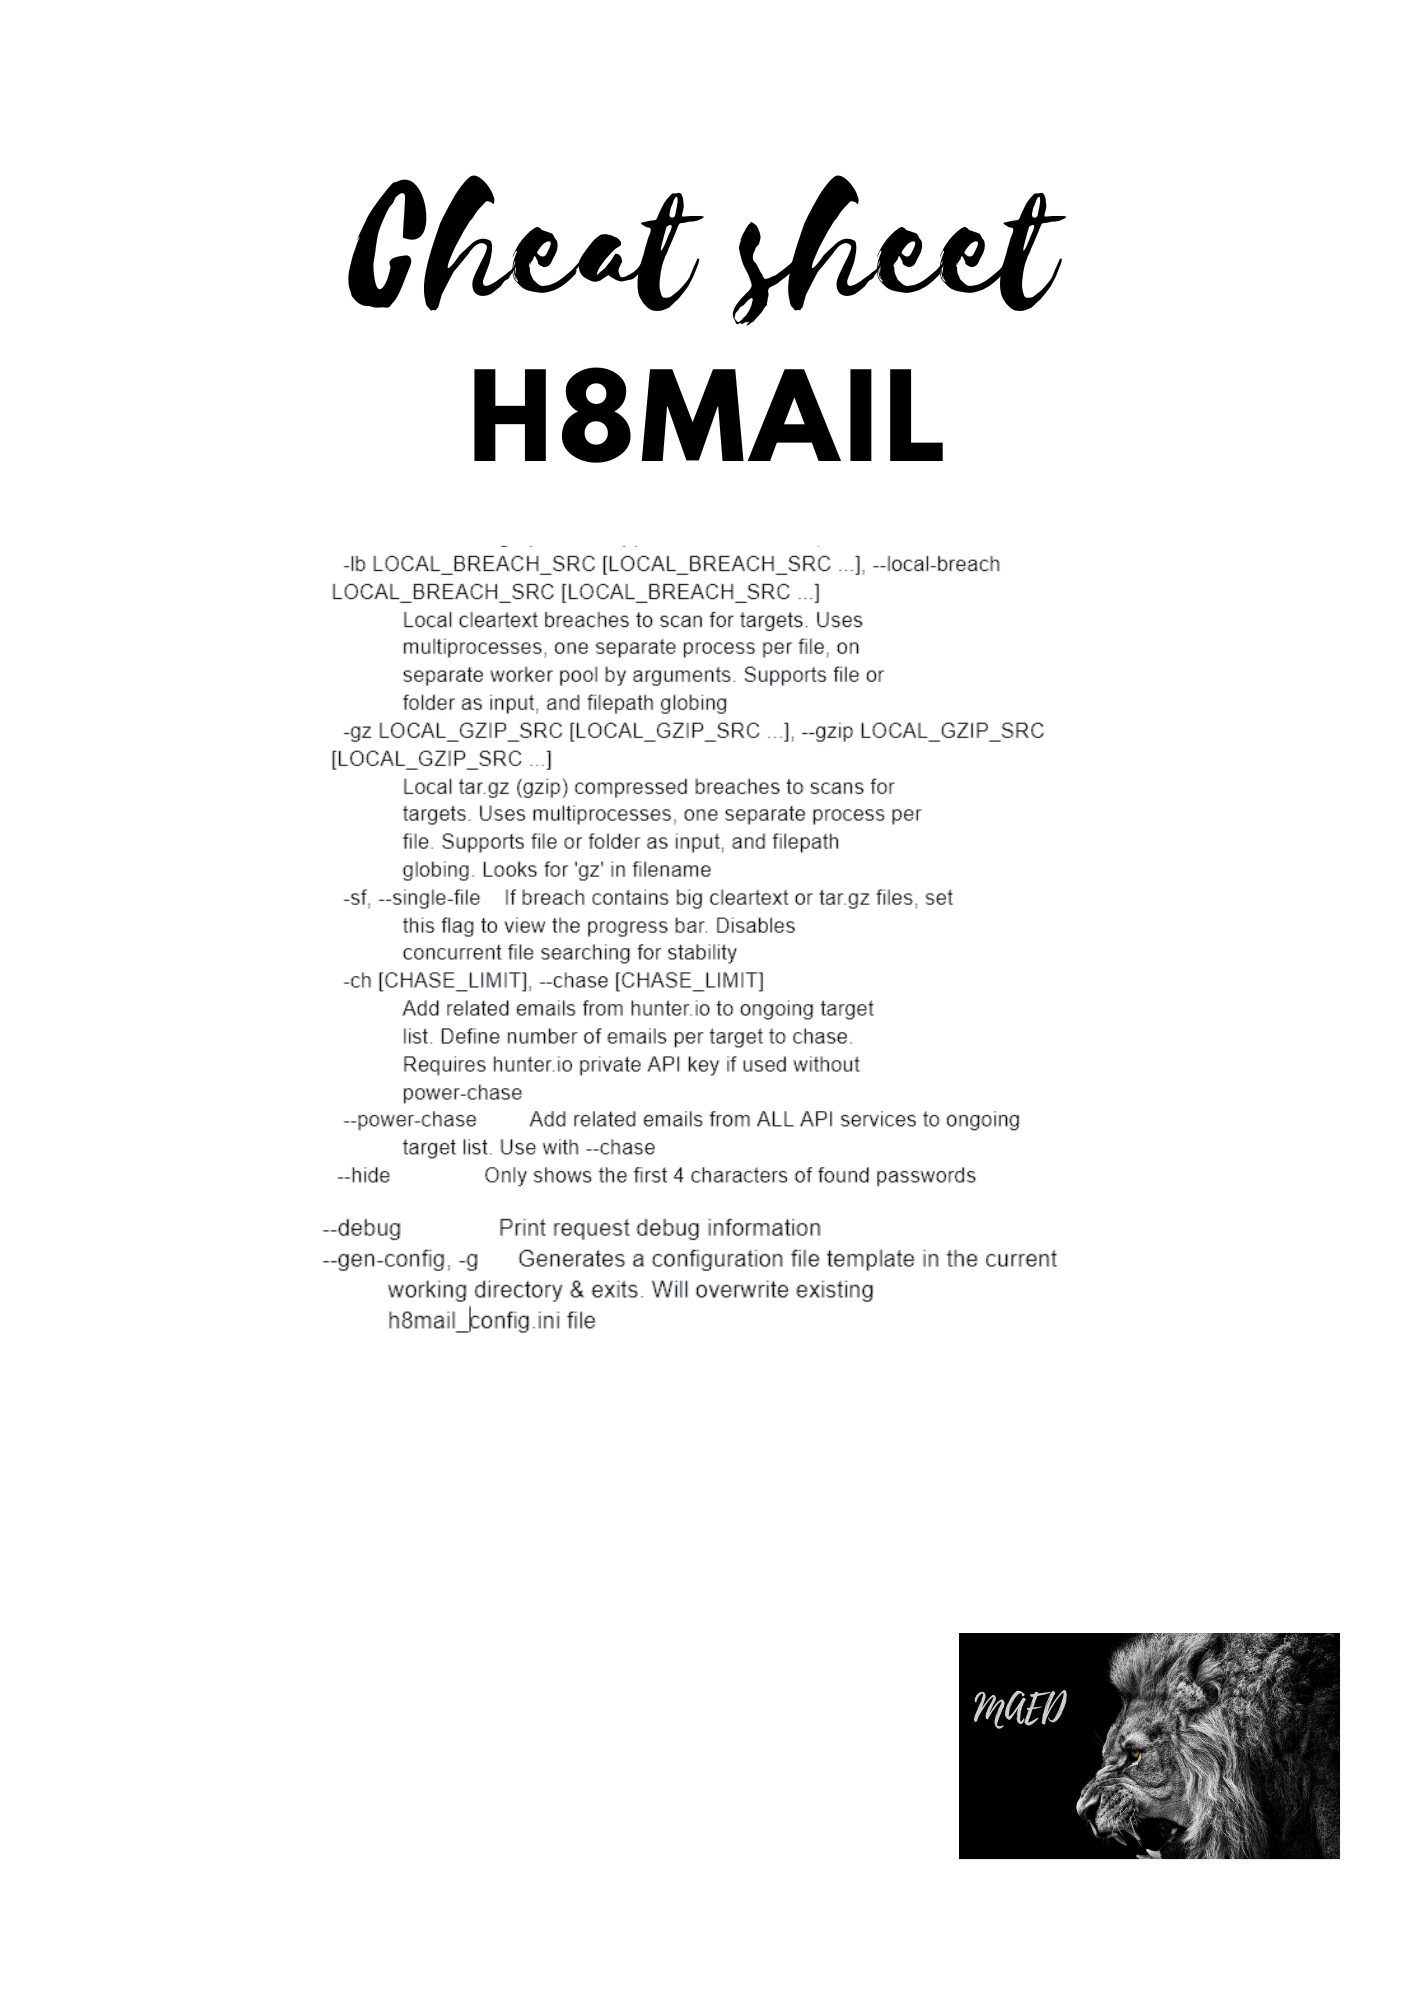 Cheat sheet
H8MAIL
-lb LOCAL_BREACH_SRC [LOCAL_BREACH_SRC ...], --local-breach
LOCAL_BREACH_SRC [LOCAL_BREACH_SRC ...]
Local cleartext breaches to scan for targets. Uses
multiprocesses, one separate process per file, on
separate worker pool by arguments. Supports file or
folder as input, and filepath globing
-gz LOCAL_GZIP_SRC [LOCAL_GZIP_SRC ...], --gzip LOCAL_GZIP_SRC
[LOCAL_GZIP_SRC ...]
Local tar.gz (gzip) compressed breaches to scans for
targets. Uses multiprocesses, one separate process per
file. Supports file or folder as input, and filepath
globing. Looks for 'gz' in filename
-sf, --single-file If breach contains big cleartext or tar.gz files, set
this flag to view the progress bar. Disables
concurrent file searching for stability
-ch [CHASE_LIMIT], --chase [CHASE_LIMIT]
Add related emails from hunter.io to ongoing target
list. Define number of emails per target to chase.
Requires hunter.io private API key if used without
power-chase
--power-chase Add related emails from ALL API services to ongoing
target list. Use with --chase
--hide Only shows the first 4 characters of found passwords
--debug Print request debug information
--gen-config, -g Generates a configuration file template in the current
working directory & exits. Will overwrite existing
h8mail_config.ini file
MAED